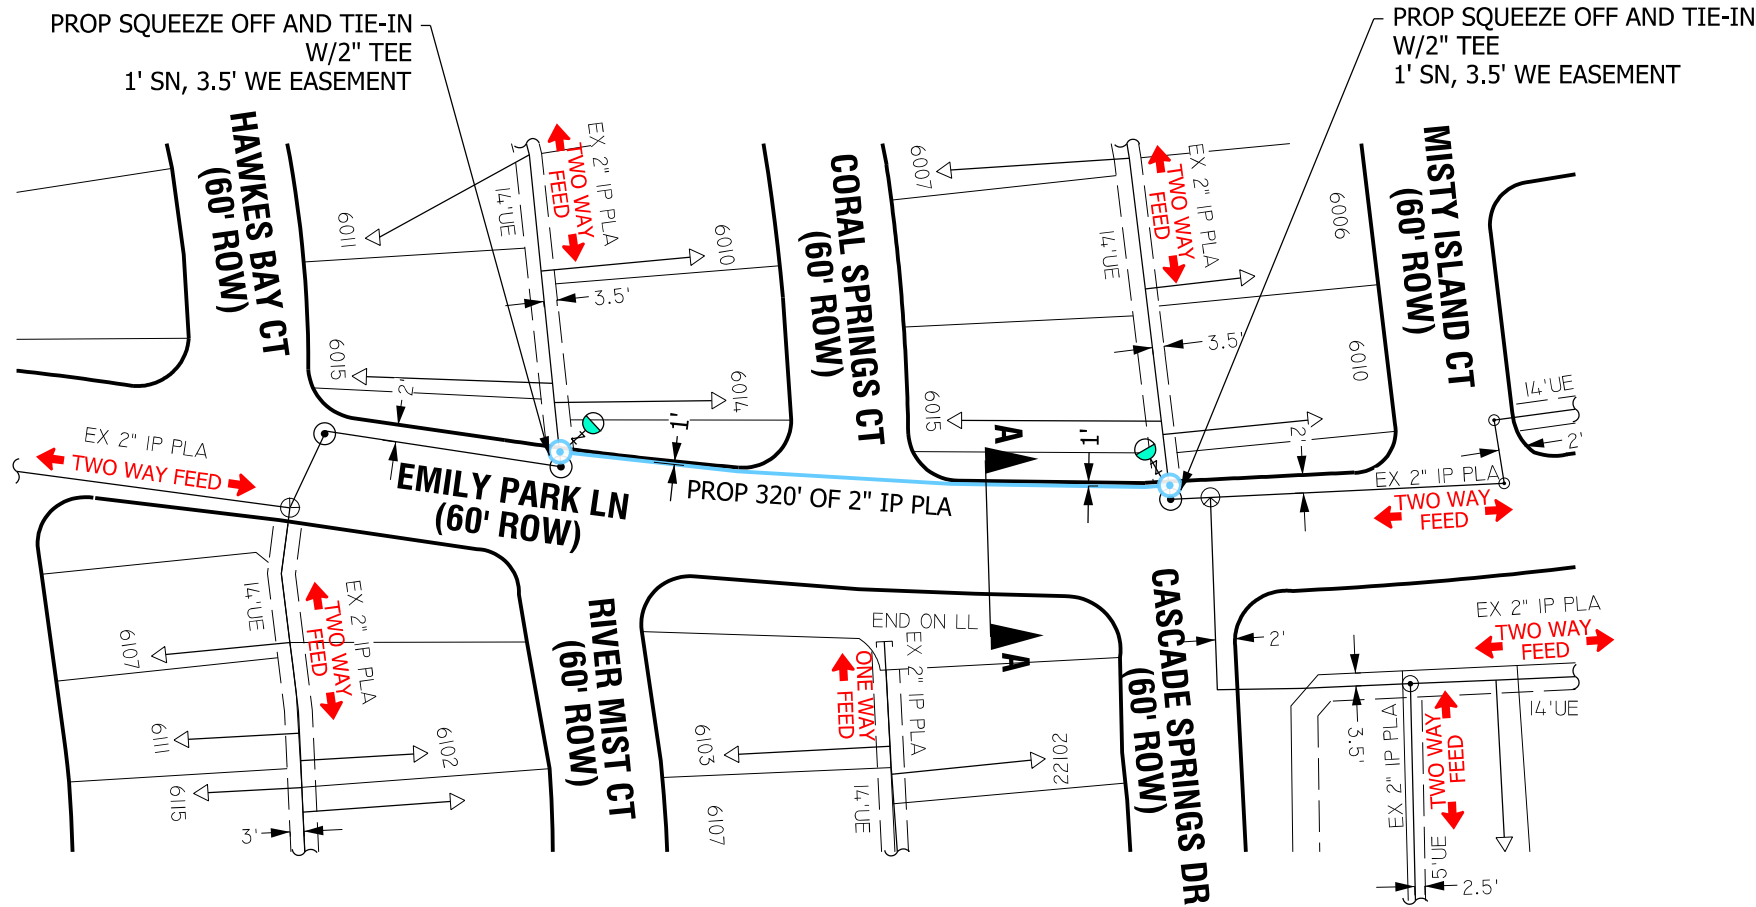 PROP SQUEEZE OFF AND TIE-IN
W/2" TEE
1' SN, 3.5' WE EASEMENT
PROP SQUEEZE OFF AND TIE-IN
W/2" TEE
1' SN, 3.5' WE EASEMENT
HAWKES BAY CT
(60' ROW)
6011
14'UE
TWO WAY
FEED
EX 2" IP PLA
6010
3.5'
6015
2'
6014
1'
CORAL SPRINGS CT
(60' ROW)
6007
14'UE
TWO WAY
FEED
EX 2" IP PLA
6006
3.5'
6015
6010
MISTY ISLAND CT
(60' ROW)
14'UE
2'
A
1'
2'
EX 2" IP PLA
TWO WAY FEED
EMILY PARK LN
(60' ROW)
PROP 320' OF 2" IP PLA
EX 2" IP PLA
TWO WAY
FEED
14'UE
EX 2" IP PLA
TWO WAY
FEED
6107
6111
6102
6115
3'
RIVER MIST CT
(60' ROW)
END ON LL
A
ONE WAY
FEED
EX 2" IP PLA
6103
22102
6107
14'UE
CASCADE SPRINGS DR
(60' ROW)
2'
EX 2" IP PLA
TWO WAY
FEED
14'UE
3.5'
EX 2" IP PLA
TWO WAY
FEED
5'UE
2.5'